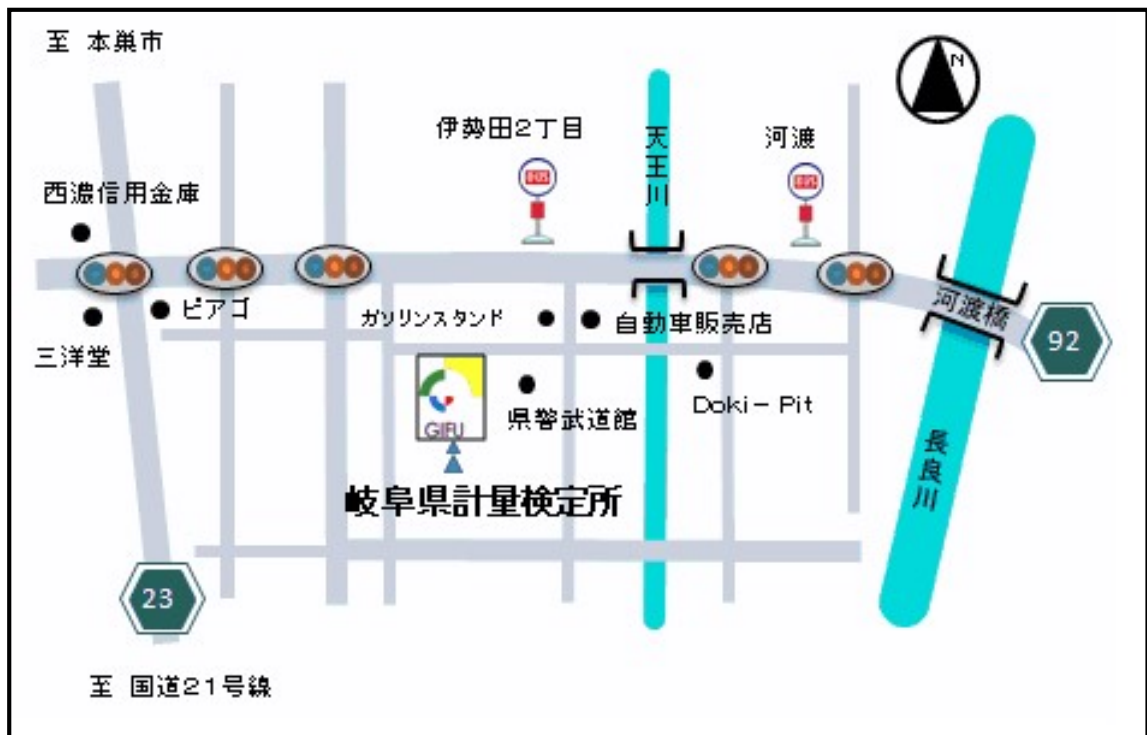 至 本巣市
N
伊勢田2丁目
天王川
河渡
西濃信用金庫
ピアゴ
ガソリンスタンド
自動車販売店
河渡橋
92
三洋堂
GIFU
県警武道館
Doki-Pit
長良川
岐阜県計量検定所
23
至 国道21号線